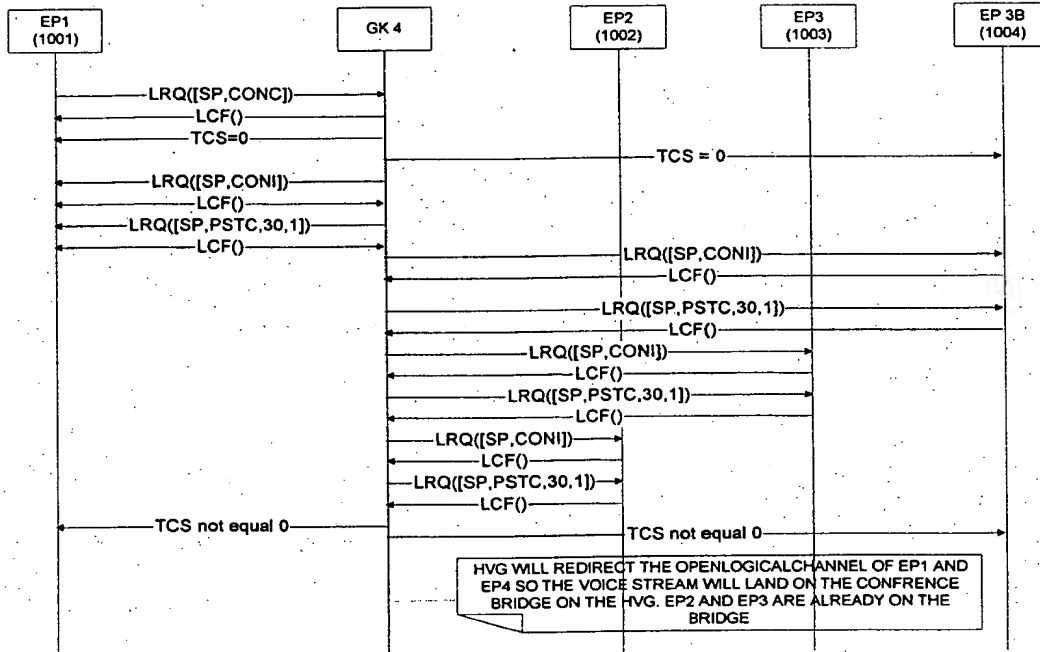 EP1
(1001)
GK 4
EP2
(1002)
EP3
(1003)
EP 3B
(1004)
LRQ([SP,CONC])
LCF()
TCS=0
TCS = 0
LRQ([SP,CONI])
LCF()
LRQ([SP,PSTC,30,1])
LCF()
LRQ([SP,CONI])
LCF()
LRQ([SP,PSTC,30,1])
LCF()
LRQ([SP,CONI])
LCF()
LRQ([SP,PSTC,30,1])
LCF()
LRQ([SP,CONI])
LCF()
LRQ([SP,PSTC,30,1])
LCF()
TCS not equal 0
TCS not equal 0
HVG WILL REDIRECT THE OPENLOGICALCHANNEL OF EP1 AND
EP4 SO THE VOICE STREAM WILL LAND ON THE CONFRENCE
BRIDGE ON THE HVG. EP2 AND EP3 ARE ALREADY ON THE
BRIDGE